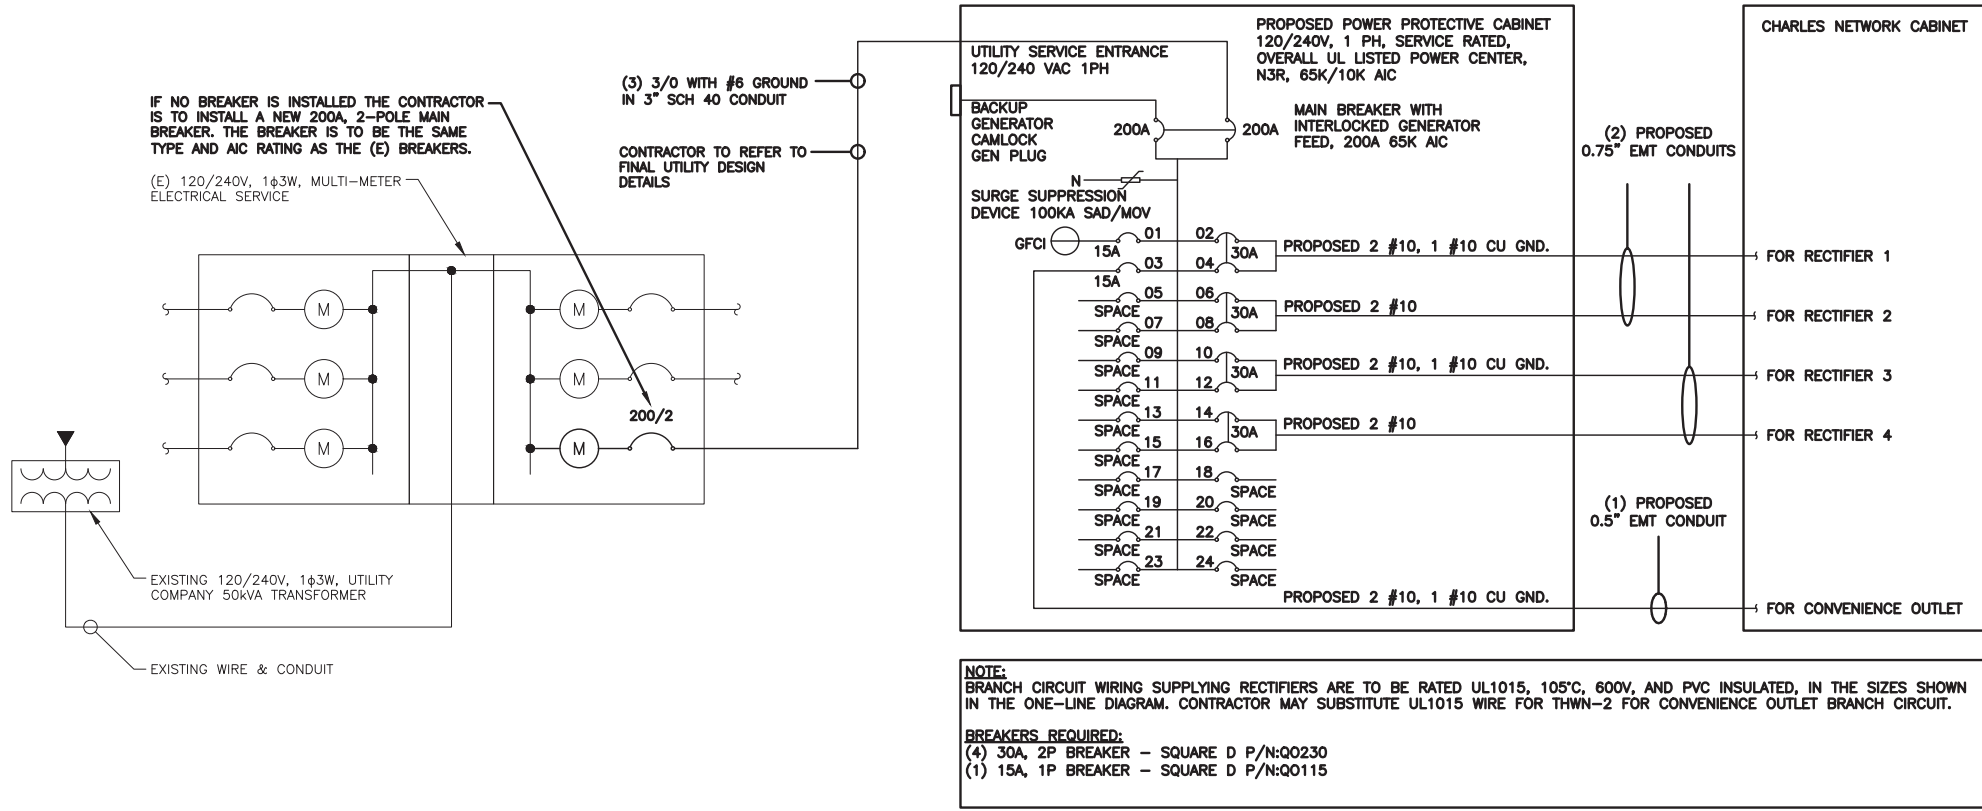 IF NO BREAKER IS INSTALLED THE CONTRACTOR
IS TO INSTALL A NEW 200A, 2-POLE MAIN
BREAKER. THE BREAKER IS TO BE THE SAME
TYPE AND AIC RATING AS THE (E) BREAKERS.
(E) 120/240V, 1ϕ3W, MULTI-METER
ELECTRICAL SERVICE
M
M
M
M
M
M
200/2
EXISTING 120/240V, 1ϕ3W, UTILITY
COMPANY 50kVA TRANSFORMER
EXISTING WIRE & CONDUIT
(3) 3/0 WITH #6 GROUND
IN 3" SCH 40 CONDUIT
CONTRACTOR TO REFER TO
FINAL UTILITY DESIGN
DETAILS
UTILITY SERVICE ENTRANCE
120/240 VAC 1PH
PROPOSED POWER PROTECTIVE CABINET
120/240V, 1 PH, SERVICE RATED,
OVERALL UL LISTED POWER CENTER,
N3R, 65K/10K AIC
BACKUP
GENERATOR
CAMLOCK
GEN PLUG
200A
200A
MAIN BREAKER WITH
INTERLOCKED GENERATOR
FEED, 200A 65K AIC
N
SURGE SUPPRESSION
DEVICE 100KA SAD/MOV
GFCI
15A
01 02
30A
PROPOSED 2 #10, 1 #10 CU GND.
03 04
15A
05 06
SPACE
30A
PROPOSED 2 #10
07 08
SPACE
09 10
SPACE
30A
PROPOSED 2 #10, 1 #10 CU GND.
11 12
SPACE
13 14
SPACE
30A
PROPOSED 2 #10
15 16
SPACE
17 18
SPACE SPACE
19 20
SPACE SPACE
21 22
SPACE SPACE
23 24
SPACE SPACE
PROPOSED 2 #10, 1 #10 CU GND.
(2) PROPOSED
0.75" EMT CONDUITS
(1) PROPOSED
0.5" EMT CONDUIT
CHARLES NETWORK CABINET
FOR RECTIFIER 1
FOR RECTIFIER 2
FOR RECTIFIER 3
FOR RECTIFIER 4
FOR CONVENIENCE OUTLET
NOTE:
BRANCH CIRCUIT WIRING SUPPLYING RECTIFIERS ARE TO BE RATED UL1015, 105°C, 600V, AND PVC INSULATED, IN THE SIZES SHOWN
IN THE ONE-LINE DIAGRAM. CONTRACTOR MAY SUBSTITUTE UL1015 WIRE FOR THWN-2 FOR CONVENIENCE OUTLET BRANCH CIRCUIT.
BREAKERS REQUIRED:
(4) 30A, 2P BREAKER - SQUARE D P/N:QO230
(1) 15A, 1P BREAKER - SQUARE D P/N:QO115